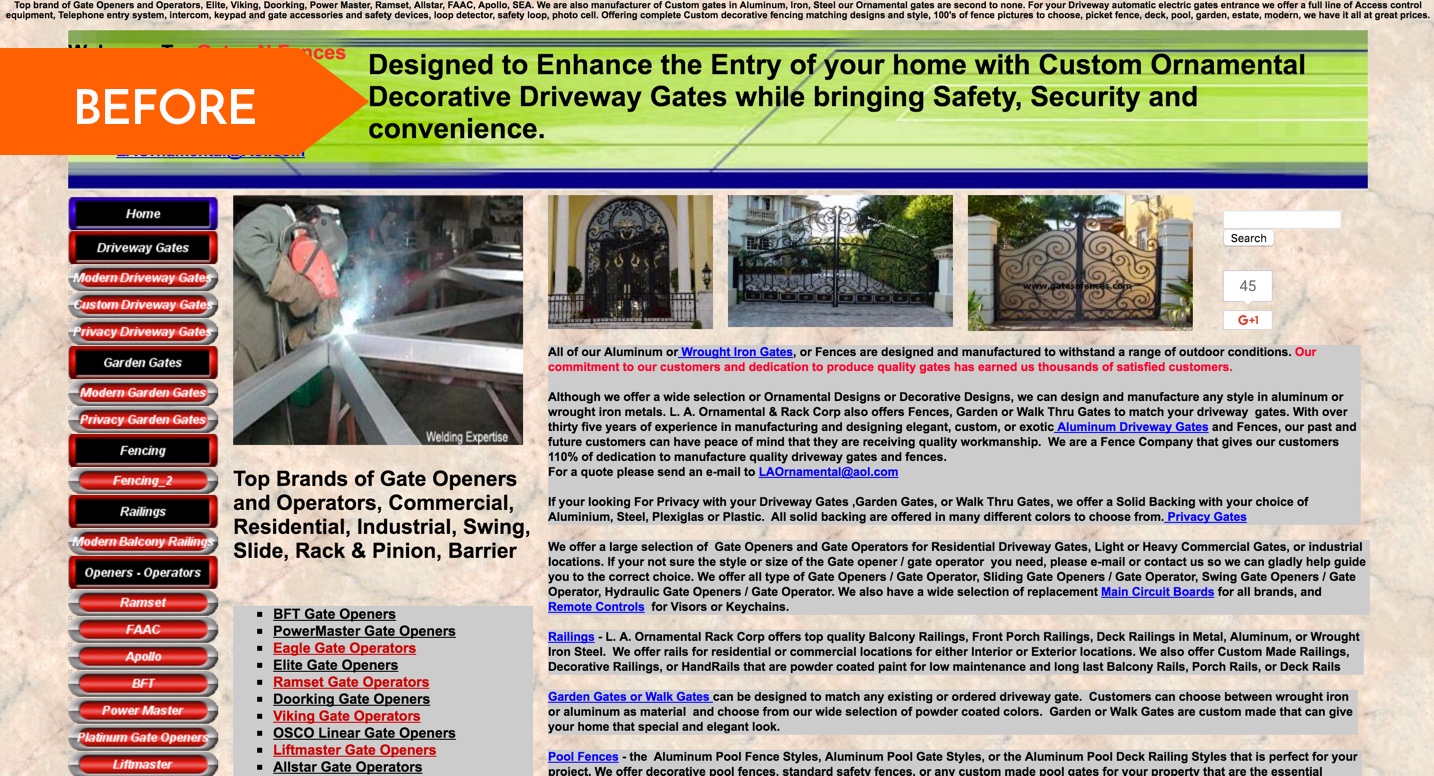 Top brand of Gate Openers and Operators, Elite, Viking, Doorking, Power Master, Ramset, Allstar, FAAC, Apollo, SEA. We are also manufacturer of Custom gates in Aluminum, Iron, Steel our Ornamental gates are second to none. For your Driveway automatic electric gates entrance we offer a full line of Access control
equipment, Telephone entry system, intercom, keypad and gate accessories and safety devices, loop detector, safety loop, photo cell. Offering complete Custom decorative fencing matching designs and style, 100's of fence pictures to choose, picket fence, deck, pool, garden, estate, modern, we have it all at great prices.
Gates N Fences
BEFORE
LAOrnamental@Aol.com
Designed to Enhance the Entry of your home with Custom Ornamental
Decorative Driveway Gates while bringing Safety, Security and
convenience.
Home
Driveway Gates
Modern Driveway Gates
Custom Driveway Gates
Privacy Driveway Gates
Garden Gates
Modern Garden Gates
Privacy Garden Gates
Fencing
Fencing_2
Railings
Modern Balcony Railings
Openers - Operators
Ramset
FAAC
Apollo
BFT
Power Master
Platinum Gate Openers
Liftmaster
Welding Expertise
Top Brands of Gate Openers
and Operators, Commercial,
Residential, Industrial, Swing,
Slide, Rack & Pinion, Barrier
BFT Gate Openers
PowerMaster Gate Openers
Eagle Gate Operators
Elite Gate Openers
Ramset Gate Operators
Doorking Gate Openers
Viking Gate Operators
OSCO Linear Gate Openers
Liftmaster Gate Operators
Allstar Gate Operators
www.gatesnfences.com
Search
45
G+1
All of our Aluminum or Wrought Iron Gates, or Fences are designed and manufactured to withstand a range of outdoor conditions. Our
commitment to our customers and dedication to produce quality gates has earned us thousands of satisfied customers.
Although we offer a wide selection or Ornamental Designs or Decorative Designs, we can design and manufacture any style in aluminum or
wrought iron metals. L. A. Ornamental & Rack Corp also offers Fences, Garden or Walk Thru Gates to match your driveway gates. With over
thirty five years of experience in manufacturing and designing elegant, custom, or exotic Aluminum Driveway Gates and Fences, our past and
future customers can have peace of mind that they are receiving quality workmanship. We are a Fence Company that gives our customers
110% of dedication to manufacture quality driveway gates and fences.
For a quote please send an e-mail to LAOrnamental@aol.com
If your looking For Privacy with your Driveway Gates ,Garden Gates, or Walk Thru Gates, we offer a Solid Backing with your choice of
Aluminium, Steel, Plexiglas or Plastic. All solid backing are offered in many different colors to choose from. Privacy Gates
We offer a large selection of Gate Openers and Gate Operators for Residential Driveway Gates, Light or Heavy Commercial Gates, or industrial
locations. If your not sure the style or size of the Gate opener / gate operator you need, please e-mail or contact us so we can gladly help guide
you to the correct choice. We offer all type of Gate Openers / Gate Operator, Sliding Gate Openers / Gate Operator, Swing Gate Openers / Gate
Operator, Hydraulic Gate Openers / Gate Operator. We also have a wide selection of replacement Main Circuit Boards for all brands, and
Remote Controls for Visors or Keychains.
Railings - L. A. Ornamental Rack Corp offers top quality Balcony Railings, Front Porch Railings, Deck Railings in Metal, Aluminum, or Wrought
Iron Steel. We offer rails for residential or commercial locations for either Interior or Exterior locations. We also offer Custom Made Railings,
Decorative Railings, or HandRails that are powder coated paint for low maintenance and long last Balcony Rails, Porch Rails, or Deck Rails
Garden Gates or Walk Gates can be designed to match any existing or ordered driveway gate. Customers can choose between wrought iron
or aluminum as material and choose from our wide selection of powder coated colors. Garden or Walk Gates are custom made that can give
your home that special and elegant look.
Pool Fences - the Aluminum Pool Fence Styles, Aluminum Pool Gate Styles, or the Aluminum Pool Deck Railing Styles that is perfect for your
project. We offer decorative pool fences, standard safety fences, or any custom made pool gates for your property that are the essential